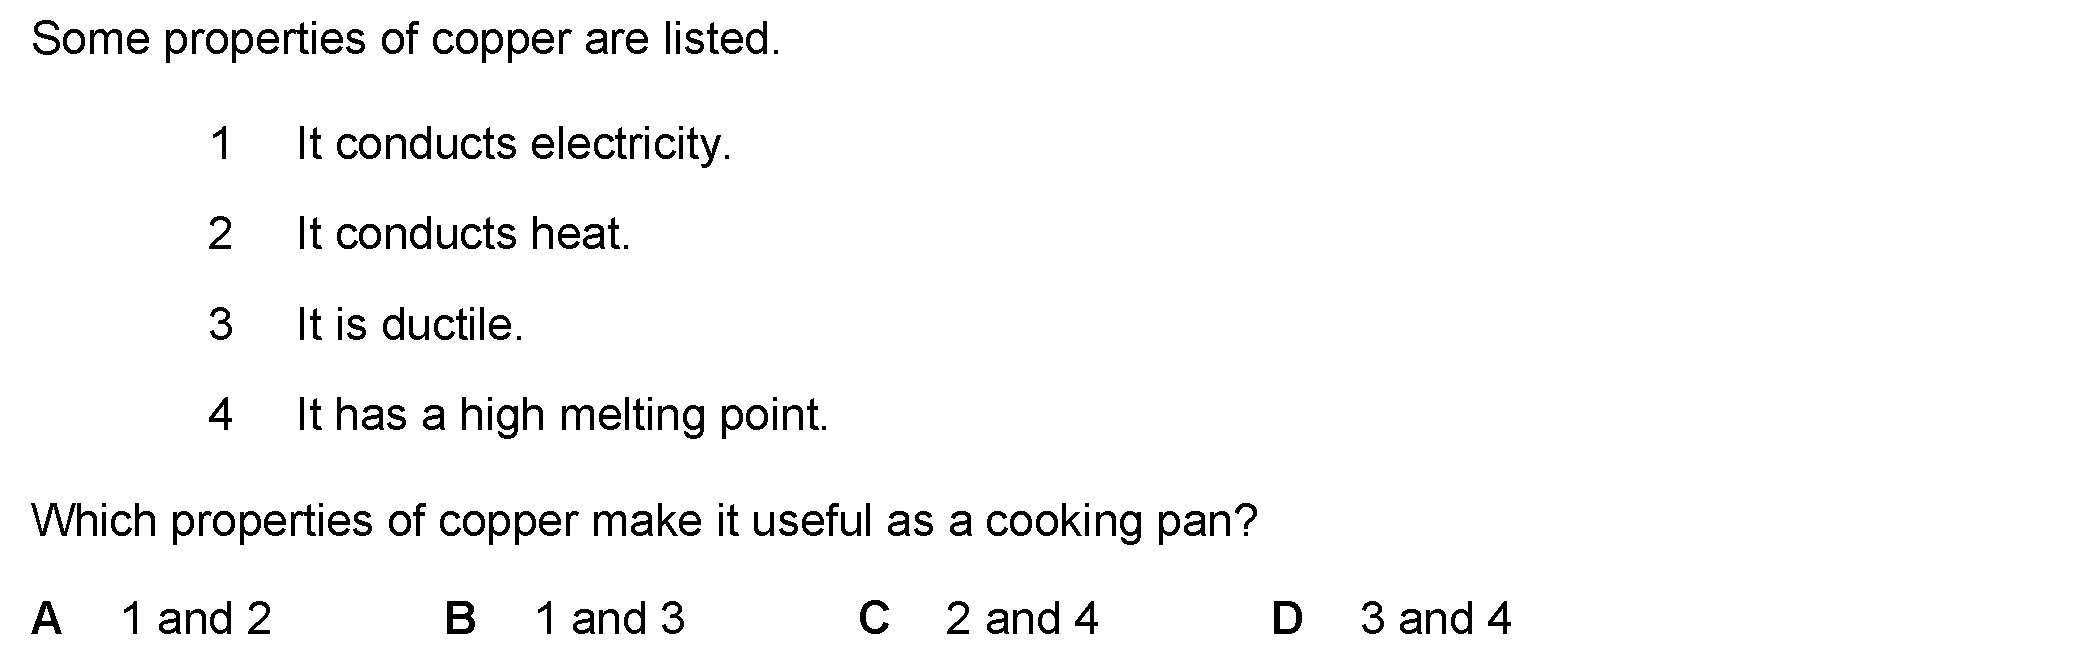 Some properties of copper are listed.
1 It conducts electricity.
2 It conducts heat.
3 It is ductile.
4 It has a high melting point.
Which properties of copper make it useful as a cooking pan?
A 1 and 2 B 1 and 3 C 2 and 4 D 3 and 4